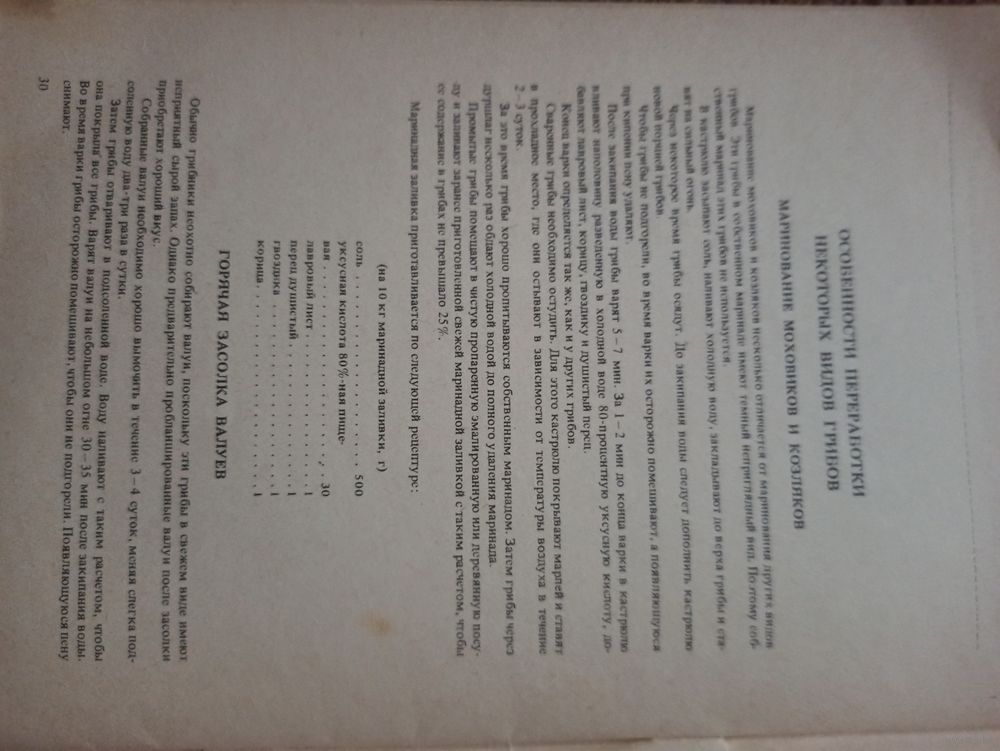 ОСОБЕННОСТИ ПЕРЕРАБОТКИ
НЕКОТОРЫХ ВИДОВ ГРИБОВ
МАРИНОВАНИЕ МОХОВИКОВ И КОЗЛЯКОВ
Маринование моховиков и козляков несколько отличается от маринования других видов
грибов. Эти грибы в собственном маринаде имеют темный неприглядный вид. Поэтому соб-
ственный маринад этих грибов не используется.
В кастрюлю засыпают соль, наливают холодную воду, закладывают до верха грибы и ста-
вят на сильный огонь.
Через некоторое время грибы осядут. До закипания воды следует дополнить кастрюлю
новой порцией грибов.
Чтобы грибы не подгорели, во время варки их осторожно помешивают, а появляющуюся
при кипении пену удаляют.
После закипания воды грибы варят 5–7 мин. За 1–2 мин до конца варки в кастрюлю
вливают наполовину разведенную в холодной воде 80-процентную уксусную кислоту, до-
бавляют лавровый лист, корицу, гвоздику и душистый перец.
Конец варки определяется так же, как и у других грибов.
Сваренные грибы необходимо остудить. Для этого кастрюлю покрывают марлей и ставят
в прохладное место, где они остывают в зависимости от температуры воздуха в течение
2–3 суток.
За это время грибы хорошо пропитываются собственным маринадом. Затем грибы через
дуршлаг несколько раз обдают холодной водой до полного удаления маринада.
Промытые грибы помещают в чистую пропаренную эмалированную или деревянную посу-
ду и заливают заранее приготовленной свежей маринадной заливкой с таким расчетом, чтобы
ее содержание в грибах не превышало 25%.
Маринадная заливка приготавливается по следующей рецептуре:
(на 10 кг маринадной заливки, г)
соль . . . . . . . . . . . . . 500
уксусная кислота 80%-ная пище-
вая . . . . . . . . . . . . . . 30
лавровый лист . . . . . . . . . 1
перец душистый . . . . . . . . . 1
гвоздика . . . . . . . . . . . . 1
корица . . . . . . . . . . . . . 1
ГОРЯЧАЯ ЗАСОЛКА ВАЛУЕВ
Обычно грибники неохотно собирают валуи, поскольку эти грибы в свежем виде имеют
неприятный сырой запах. Однако предварительно пробланшированные валуи после засолки
приобретают хороший вкус.
Собранные валуи необходимо хорошо вымочить в течение 3–4 суток, меняя слегка под-
соленную воду два-три раза в сутки.
Затем грибы отваривают в подсоленной воде. Воду наливают с таким расчетом, чтобы
она покрыла все грибы. Варят валуи на небольшом огне 30–35 мин после закипания воды.
Во время варки грибы осторожно помешивают, чтобы они не подгорели. Появляющуюся пену
снимают.
30